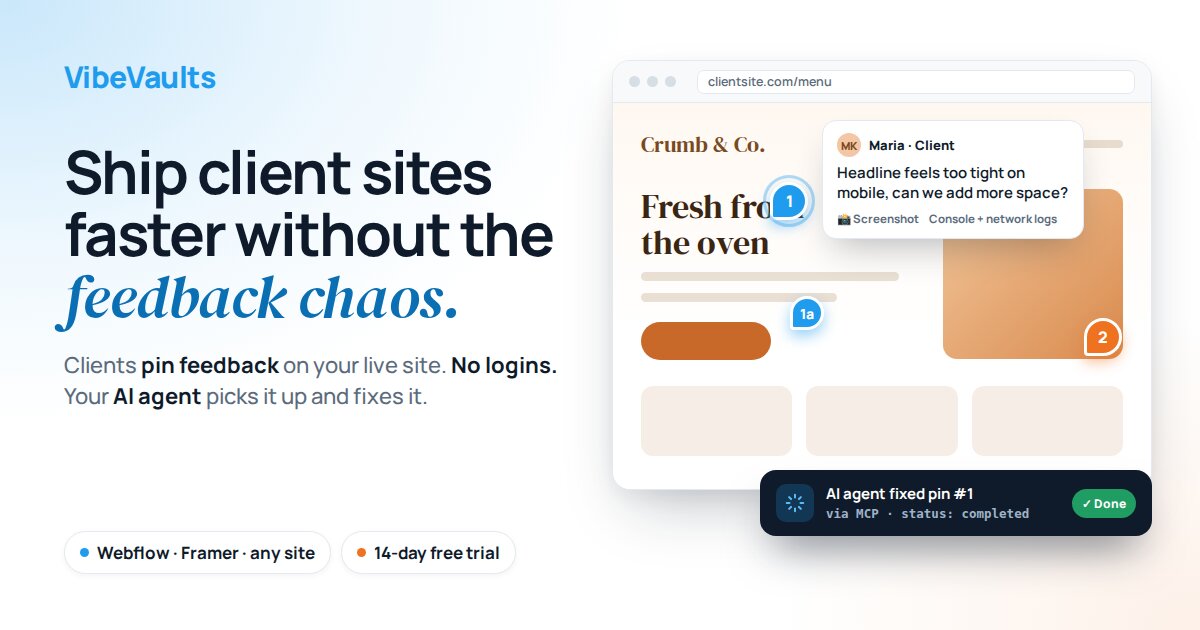 VibeVaults
Ship client sites
faster without the
feedback chaos.
Clients pin feedback on your live site. No logins.
Your AI agent picks it up and fixes it.
Webflow · Framer · any site
14-day free trial
clientsite.com/menu
Crumb & Co.
MK
Maria · Client
Headline feels too tight on
mobile, can we add more space?
📸 Screenshot Console + network logs
1
Fresh
the oven
1a
2
AI agent fixed pin #1
via MCP · status: completed
✓ Done